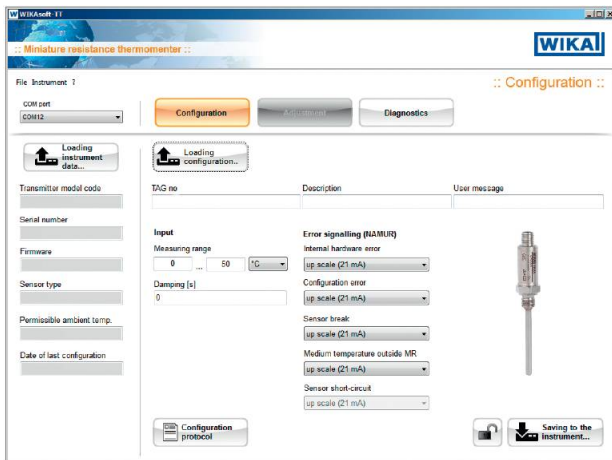 WIKAsoft-TT
:: Miniature resistance thermomenter ::
WIKA
File Instrument ?
:: Configuration ::
COM port
COM12
Configuration
Adjustment
Diagnostics
Loading
instrument
data...
Loading
configuration..
Transmitter model code
TAG no
Description
User message
Serial number
Input
Error signalling (NAMUR)
Firmware
Measuring range
Internal hardware error
0 ... 50 °C
up scale (21 mA)
Sensor type
Damping [s]
Configuration error
0
up scale (21 mA)
Permissible ambient temp.
Sensor break
up scale (21 mA)
Date of last configuration
Medium temperature outside MR
up scale (21 mA)
Sensor short-circuit
up scale (21 mA)
Configuration
protocol
Saving to the
instrument...